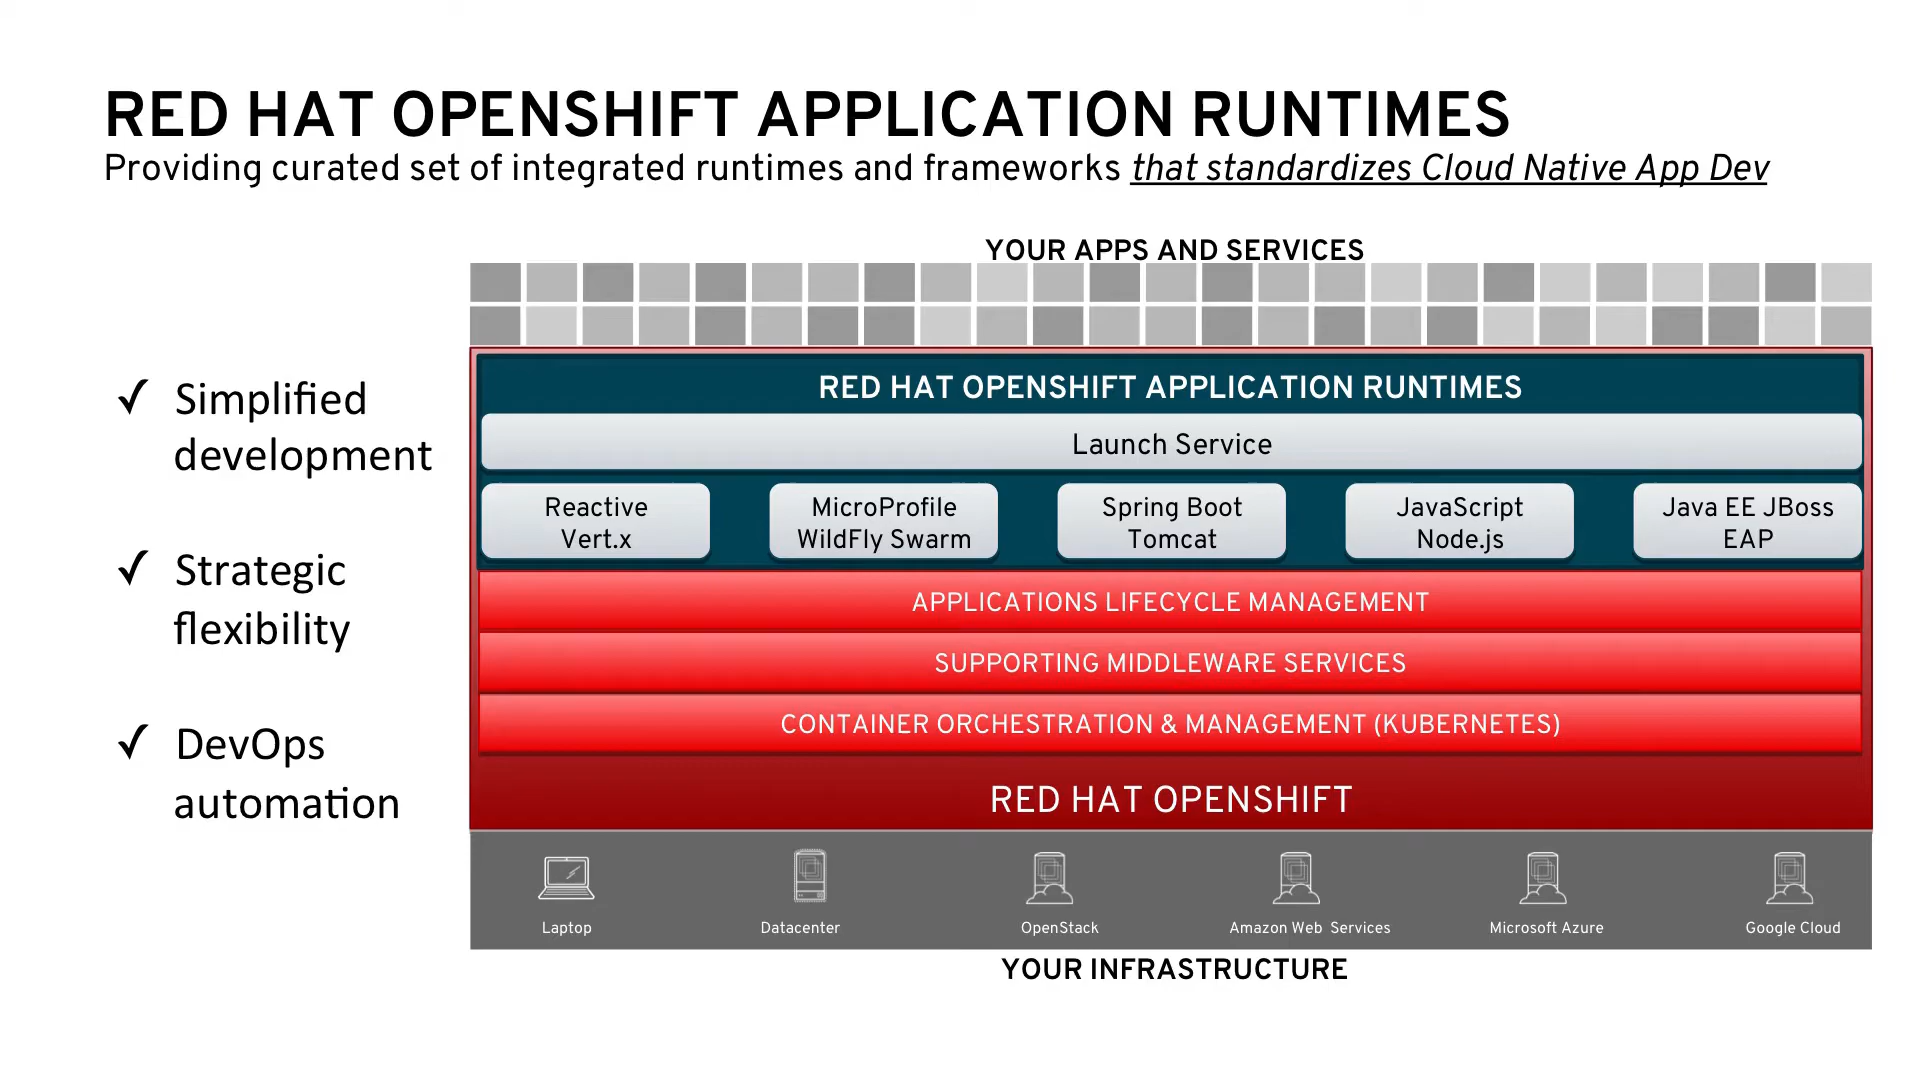 RED HAT OPENSHIFT APPLICATION RUNTIMES
Providing curated set of integrated runtimes and frameworks that standardizes Cloud Native App Dev
✓ Simplified
development
✓ Strategic
flexibility
✓ DevOps
automation
YOUR APPS AND SERVICES
RED HAT OPENSHIFT APPLICATION RUNTIMES
Launch Service
Reactive
Vert.x
MicroProfile
WildFly Swarm
Spring Boot
Tomcat
JavaScript
Node.js
Java EE JBoss
EAP
APPLICATIONS LIFECYCLE MANAGEMENT
SUPPORTING MIDDLEWARE SERVICES
CONTAINER ORCHESTRATION & MANAGEMENT (KUBERNETES)
RED HAT OPENSHIFT
Laptop
Datacenter
OpenStack
Amazon Web Services
Microsoft Azure
Google Cloud
YOUR INFRASTRUCTURE